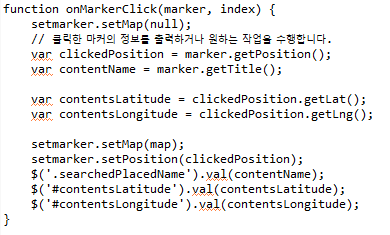 function onMarkerClick(marker, index) {
    setmarker.setMap(null);
    // 클릭한 마커의 정보를 출력하거나 원하는 작업을 수행합니다.
    var clickedPosition = marker.getPosition();
    var contentName = marker.getTitle();

    var contentsLatitude = clickedPosition.getLat();
    var contentsLongitude = clickedPosition.getLng();

    setmarker.setMap(map);
    setmarker.setPosition(clickedPosition);
    $('.searchedPlacedName').val(contentName);
    $('#contentsLatitude').val(contentsLatitude);
    $('#contentsLongitude').val(contentsLongitude);
}